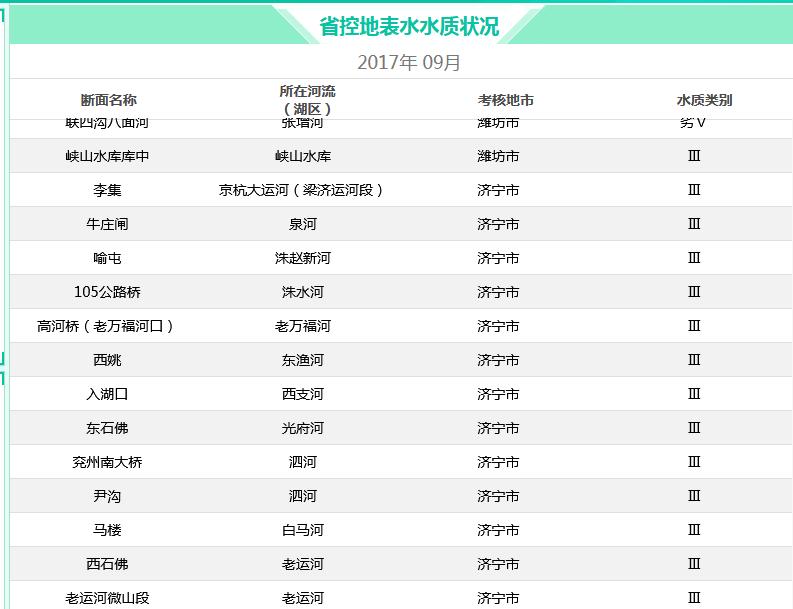 省控地表水水质状况
2017年 09月
断面名称 所在河流（湖区） 考核地市 水质类别
联四沟八面河 张增河 潍坊市 劣Ⅴ
峡山水库库中 峡山水库 潍坊市 Ⅲ
李集 京杭大运河（梁济运河段） 济宁市 Ⅲ
牛庄闸 泉河 济宁市 Ⅲ
喻屯 洙赵新河 济宁市 Ⅲ
105公路桥 洙水河 济宁市 Ⅲ
高河桥（老万福河口） 老万福河 济宁市 Ⅲ
西姚 东渔河 济宁市 Ⅲ
入湖口 西支河 济宁市 Ⅲ
东石佛 光府河 济宁市 Ⅲ
兖州南大桥 泗河 济宁市 Ⅲ
尹沟 泗河 济宁市 Ⅲ
马楼 白马河 济宁市 Ⅲ
西石佛 老运河 济宁市 Ⅲ
老运河微山段 老运河 济宁市 Ⅲ